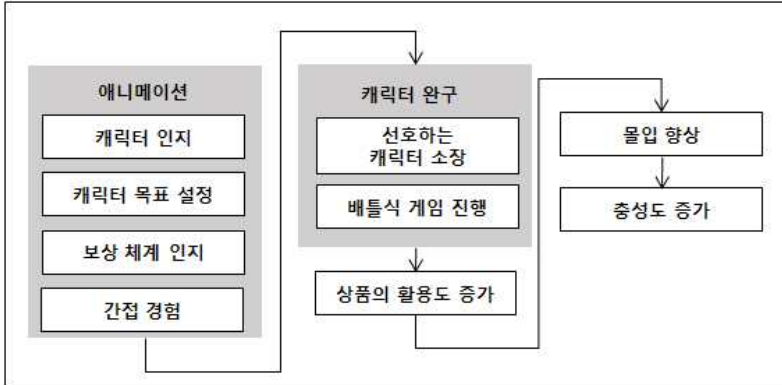 애니메이션
캐릭터 인지
캐릭터 목표 설정
보상 체계 인지
간접 경험
캐릭터 완구
선호하는
캐릭터 소장
배틀식 게임 진행
상품의 활용도 증가
몰입 향상
충성도 증가